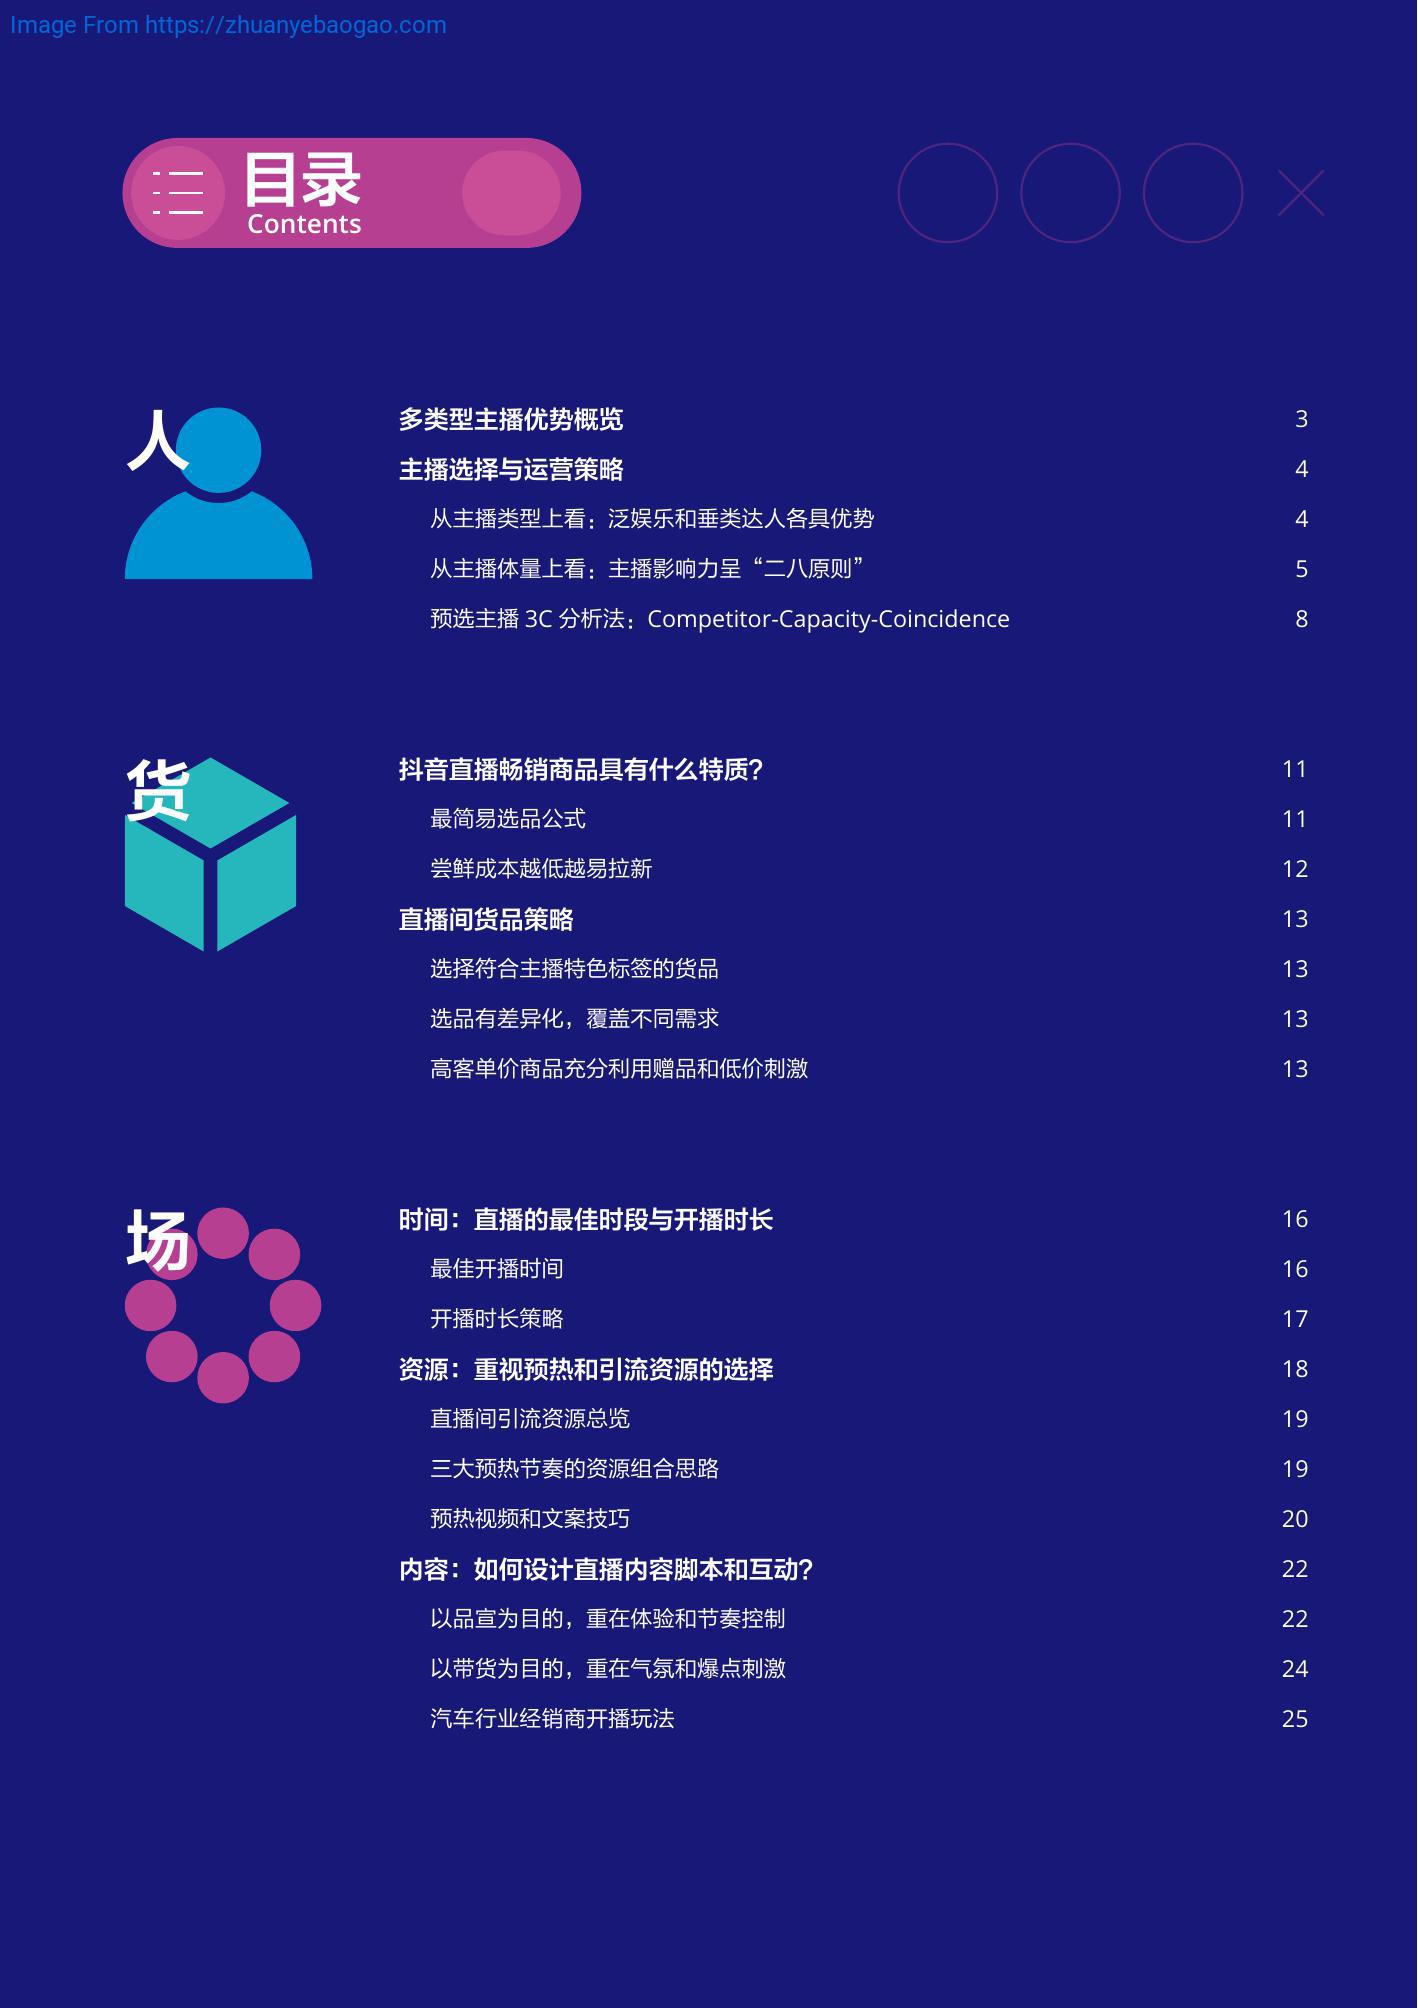 Image From https://zhuanyebaogao.com
目录
Contents
人
多类型主播优势概览 3
主播选择与运营策略 4
从主播类型上看：泛娱乐和垂类达人各具优势 4
从主播体量上看：主播影响力呈“二八原则” 5
预选主播 3C 分析法：Competitor-Capacity-Coincidence 8
货
抖音直播畅销商品具有什么特质？ 11
最简易选品公式 11
尝鲜成本越低越易拉新 12
直播间货品策略 13
选择符合主播特色标签的货品 13
选品有差异化，覆盖不同需求 13
高客单价商品充分利用赠品和低价刺激 13
场
时间：直播的最佳时段与开播时长 16
最佳开播时间 16
开播时长策略 17
资源：重视预热和引流资源的选择 18
直播间引流资源总览 19
三大预热节奏的资源组合思路 19
预热视频和文案技巧 20
内容：如何设计直播内容脚本和互动？ 22
以品宣为目的，重在体验和节奏控制 22
以带货为目的，重在气氛和爆点刺激 24
汽车行业经销商开播玩法 25